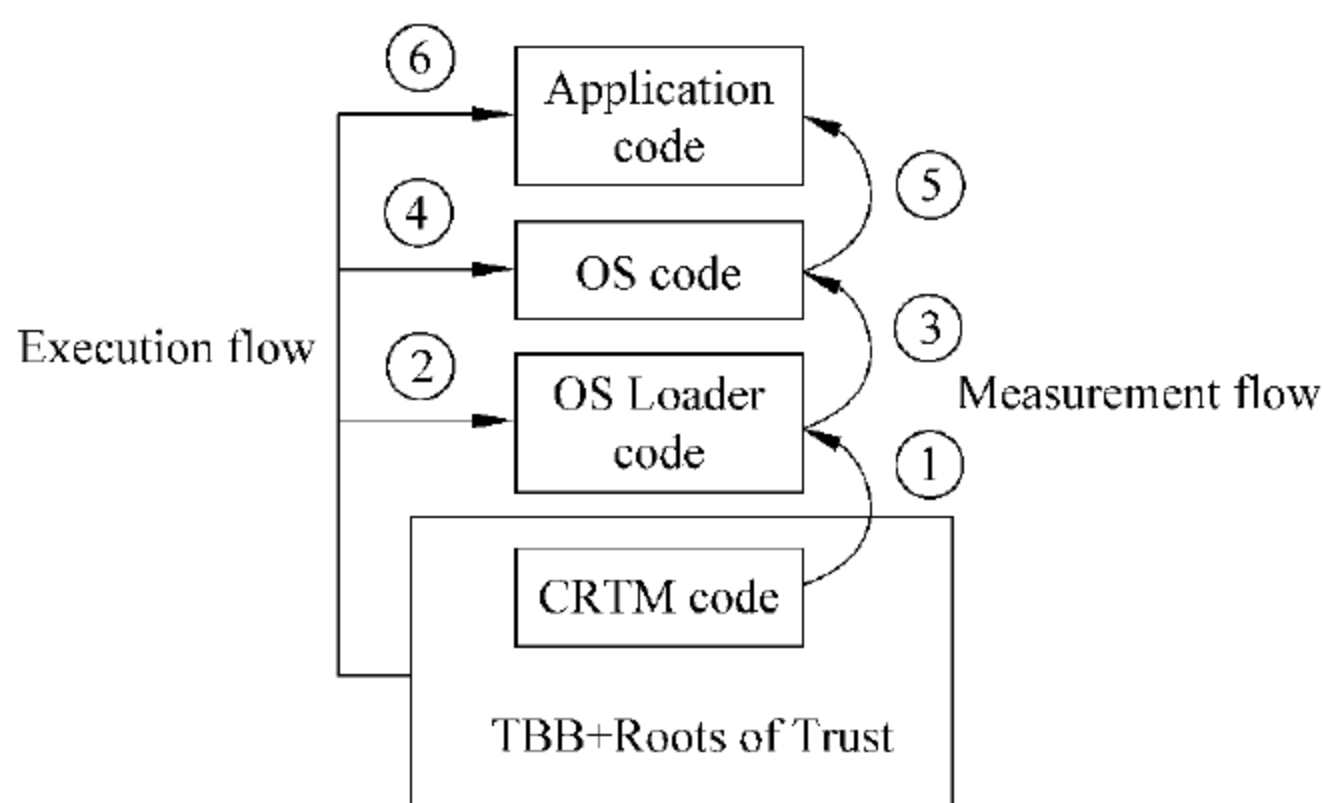 ⑥
Application
code
⑤
④
OS code
③
Execution flow
②
OS Loader
code
Measurement flow
①
CRTM code
TBB+Roots of Trust